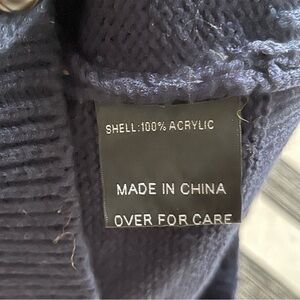 SHELL:100% ACRYLIC
MADE IN CHINA
OVER FOR CARE